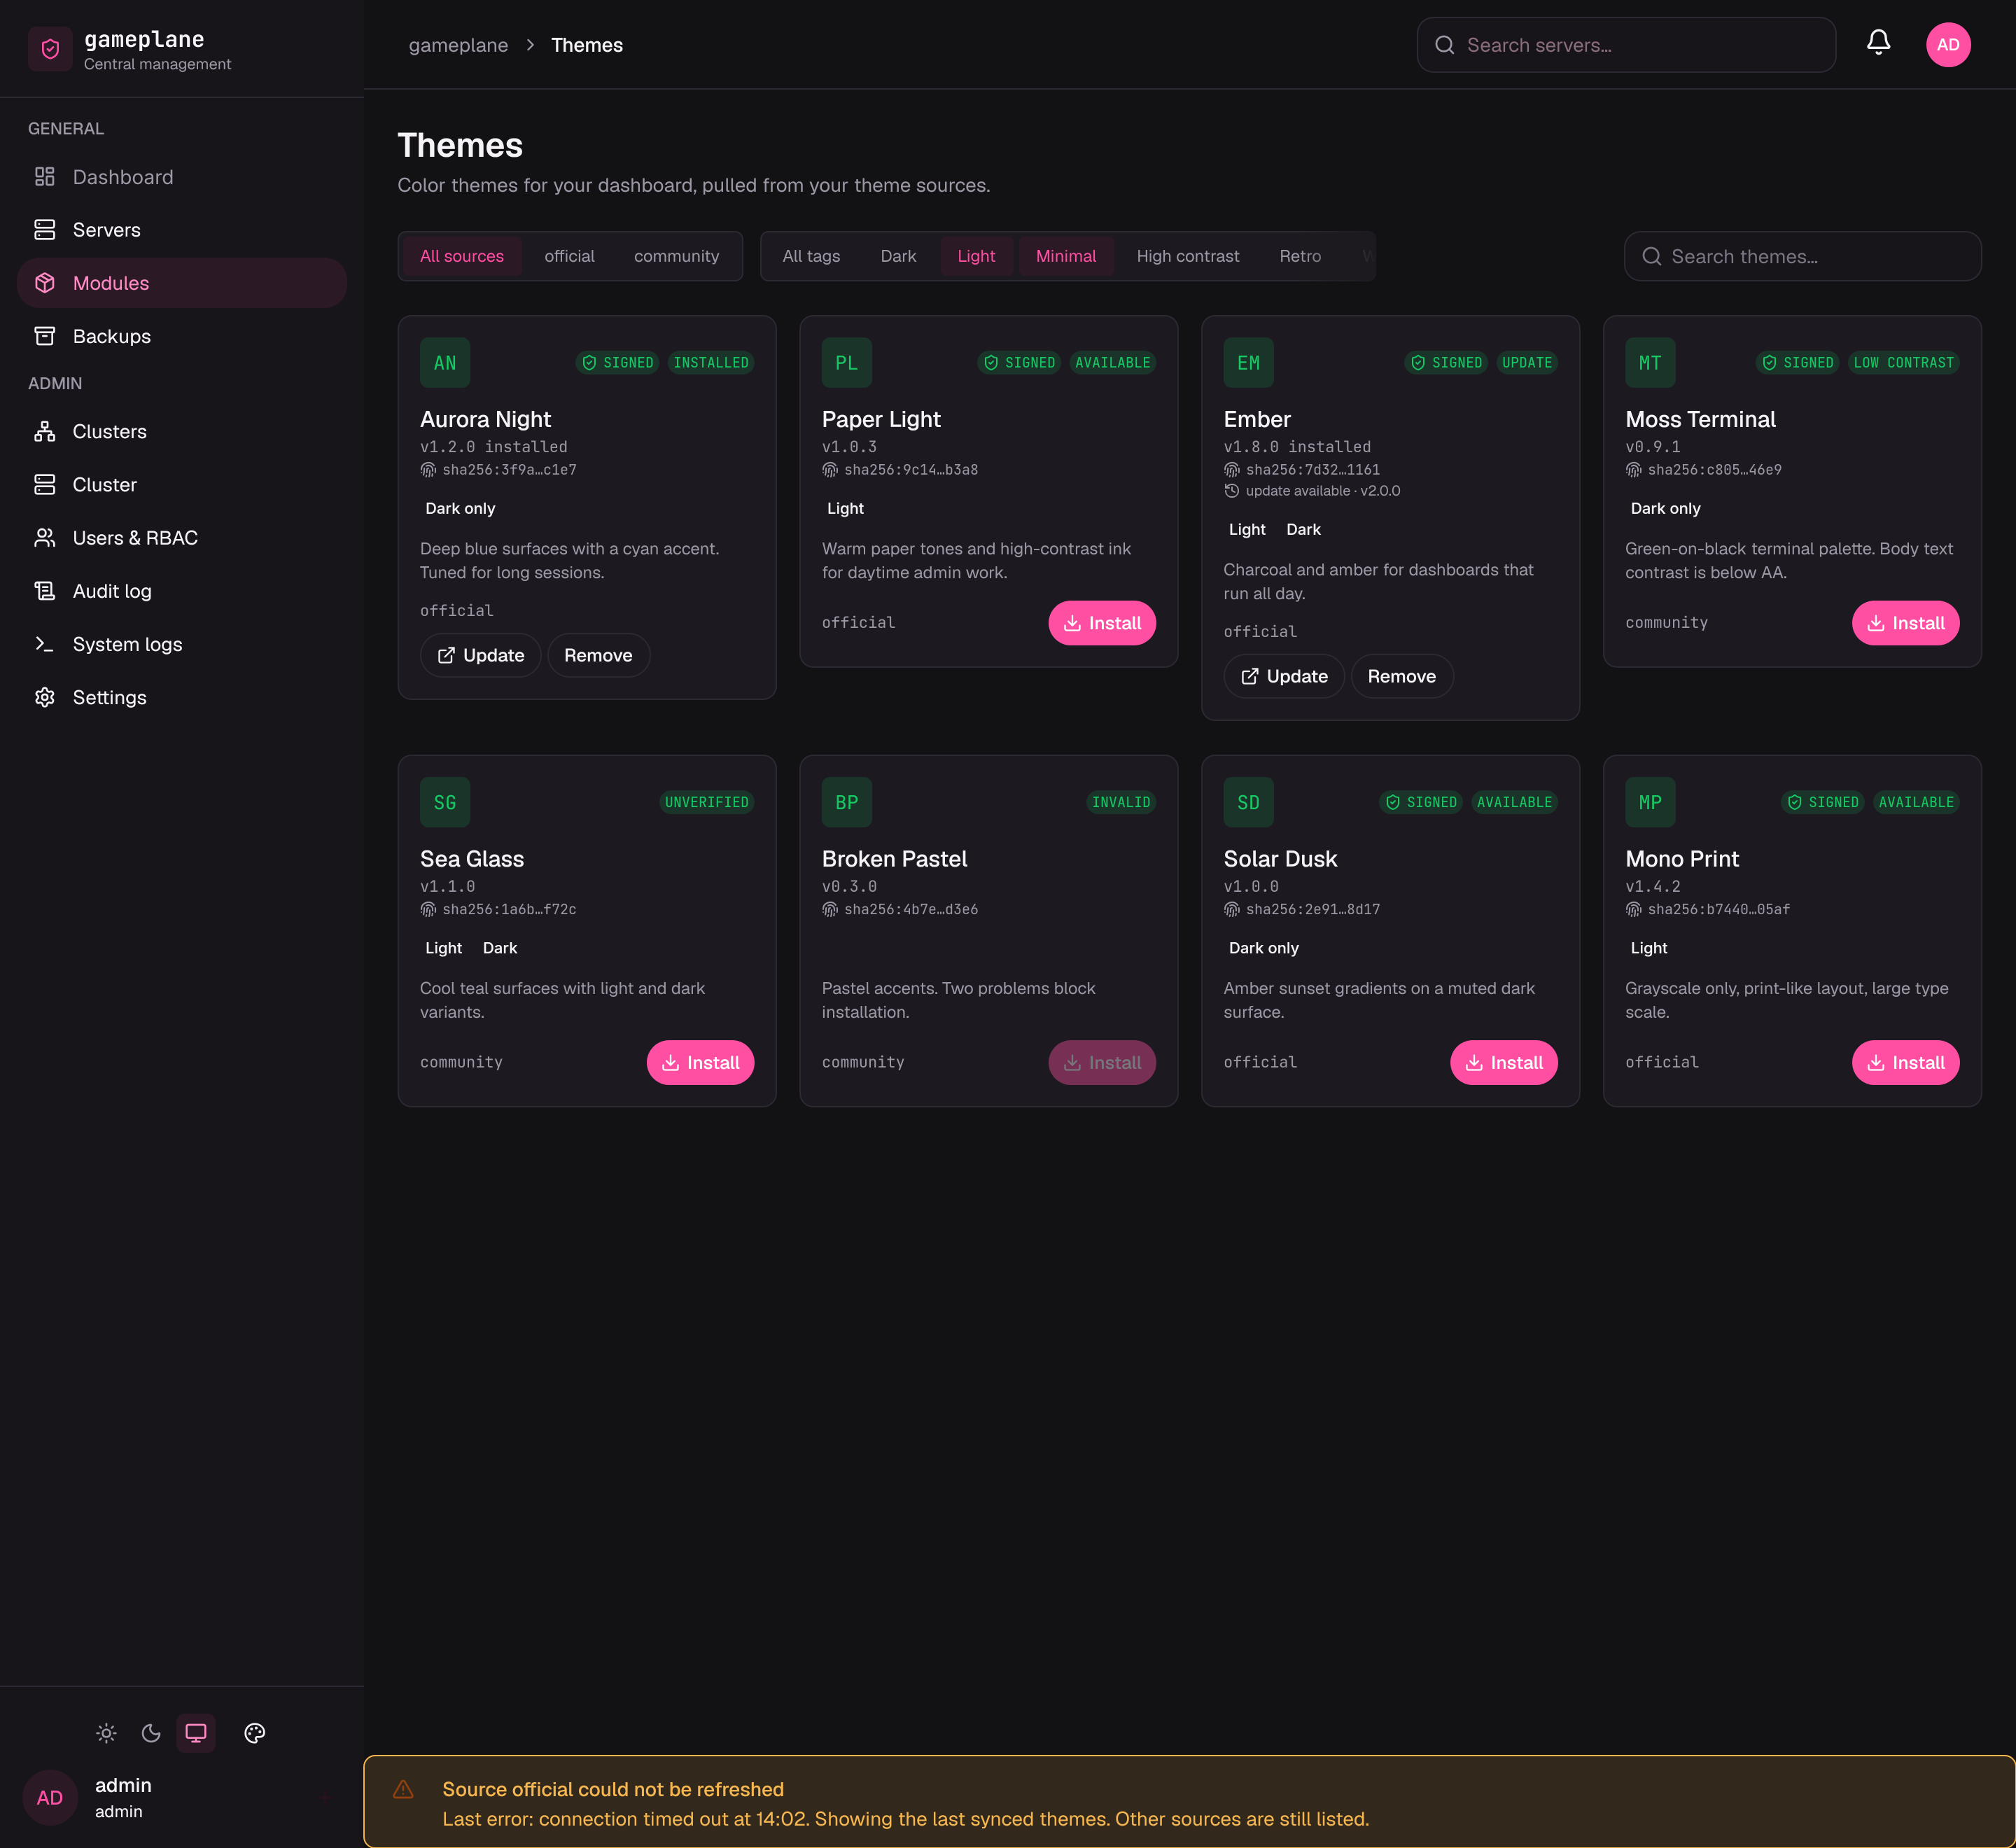 gameplane
Central management
GENERAL
Dashboard
Servers
Modules
Backups
ADMIN
Clusters
Cluster
Users & RBAC
Audit log
System logs
Settings
AD
admin
admin
gameplane > Themes
Search servers...
AD
Themes
Color themes for your dashboard, pulled from your theme sources.
All sources official community
All tags Dark Light Minimal High contrast Retro
Search themes...
AN SIGNED INSTALLED
Aurora Night
v1.2.0 installed
sha256:3f9a…c1e7
Dark only
Deep blue surfaces with a cyan accent.
Tuned for long sessions.
official
Update Remove
PL SIGNED AVAILABLE
Paper Light
v1.0.3
sha256:9c14…b3a8
Light
Warm paper tones and high-contrast ink
for daytime admin work.
official Install
EM SIGNED UPDATE
Ember
v1.8.0 installed
sha256:7d32…1161
update available · v2.0.0
Light Dark
Charcoal and amber for dashboards that
run all day.
official
Update Remove
MT SIGNED LOW CONTRAST
Moss Terminal
v0.9.1
sha256:c805…46e9
Dark only
Green-on-black terminal palette. Body text
contrast is below AA.
community Install
SG UNVERIFIED
Sea Glass
v1.1.0
sha256:1a6b…f72c
Light Dark
Cool teal surfaces with light and dark
variants.
community Install
BP INVALID
Broken Pastel
v0.3.0
sha256:4b7e…d3e6
Pastel accents. Two problems block
installation.
community Install
SD SIGNED AVAILABLE
Solar Dusk
v1.0.0
sha256:2e91…8d17
Dark only
Amber sunset gradients on a muted dark
surface.
official Install
MP SIGNED AVAILABLE
Mono Print
v1.4.2
sha256:b7440…05af
Light
Grayscale only, print-like layout, large type
scale.
official Install
Source official could not be refreshed
Last error: connection timed out at 14:02. Showing the last synced themes. Other sources are still listed.